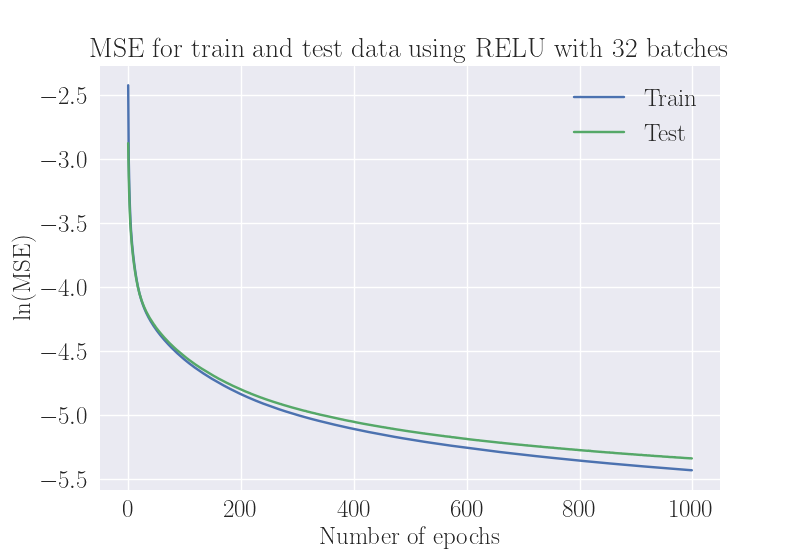 MSE for train and test data using RELU with 32 batches
Train
Test
ln(MSE)
−2.5
−3.0
−3.5
−4.0
−4.5
−5.0
−5.5
0 200 400 600 800 1000
Number of epochs